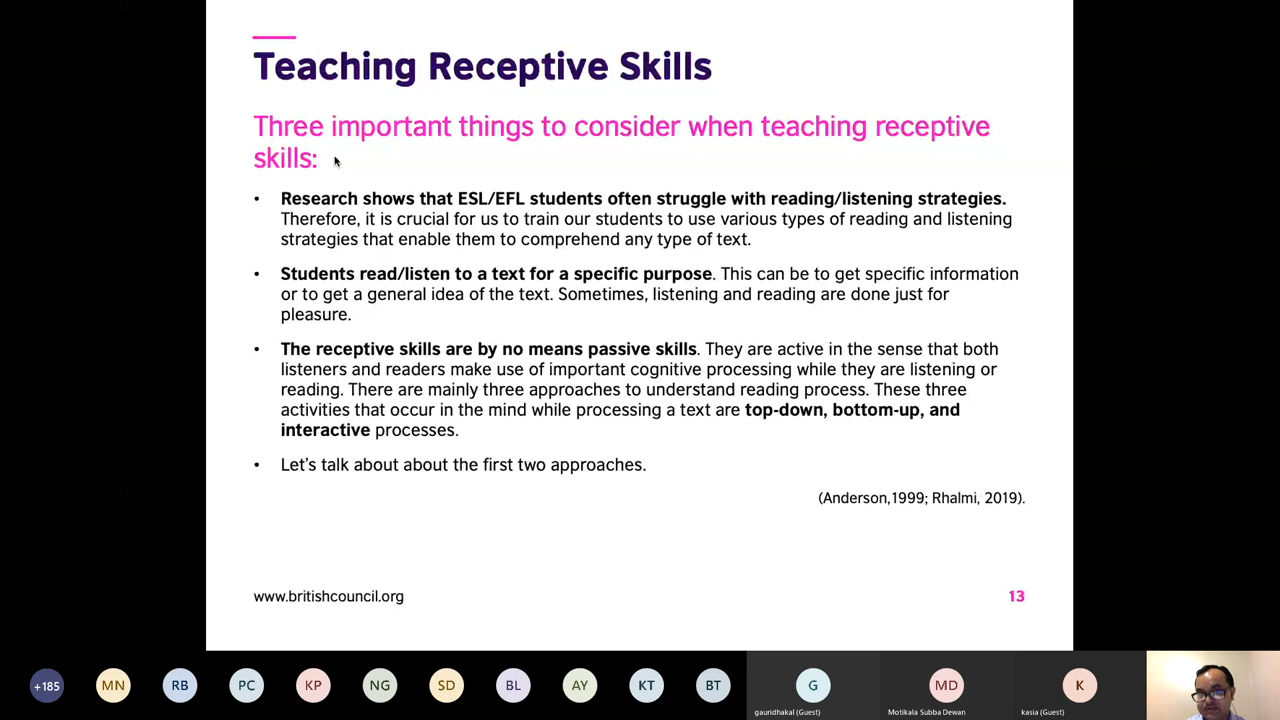 Teaching Receptive Skills
Three important things to consider when teaching receptive
skills:
• Research shows that ESL/EFL students often struggle with reading/listening strategies.
Therefore, it is crucial for us to train our students to use various types of reading and listening
strategies that enable them to comprehend any type of text.
• Students read/listen to a text for a specific purpose. This can be to get specific information
or to get a general idea of the text. Sometimes, listening and reading are done just for
pleasure.
• The receptive skills are by no means passive skills. They are active in the sense that both
listeners and readers make use of important cognitive processing while they are listening or
reading. There are mainly three approaches to understand reading process. These three
activities that occur in the mind while processing a text are top-down, bottom-up, and
interactive processes.
• Let's talk about about the first two approaches.
(Anderson,1999; Rhalmi, 2019).
www.britishcouncil.org 13
+185 MN RB PC KP NG SD BL AY KT BT G MD K
gauridhakal (Guest) Motikala Subba Dewan kasia (Guest)